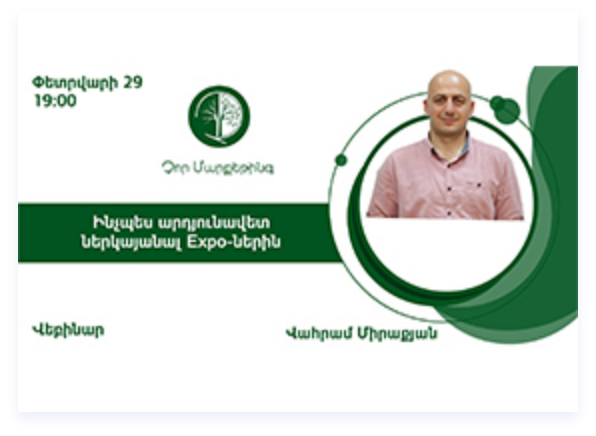 Փետրվարի 29
19:00
Չոր Մարքեթինգ
Ինչպես արդյունավետ
ներկայանալ Expo-ներին
Վեբինար
Վահրամ Միրաքյան